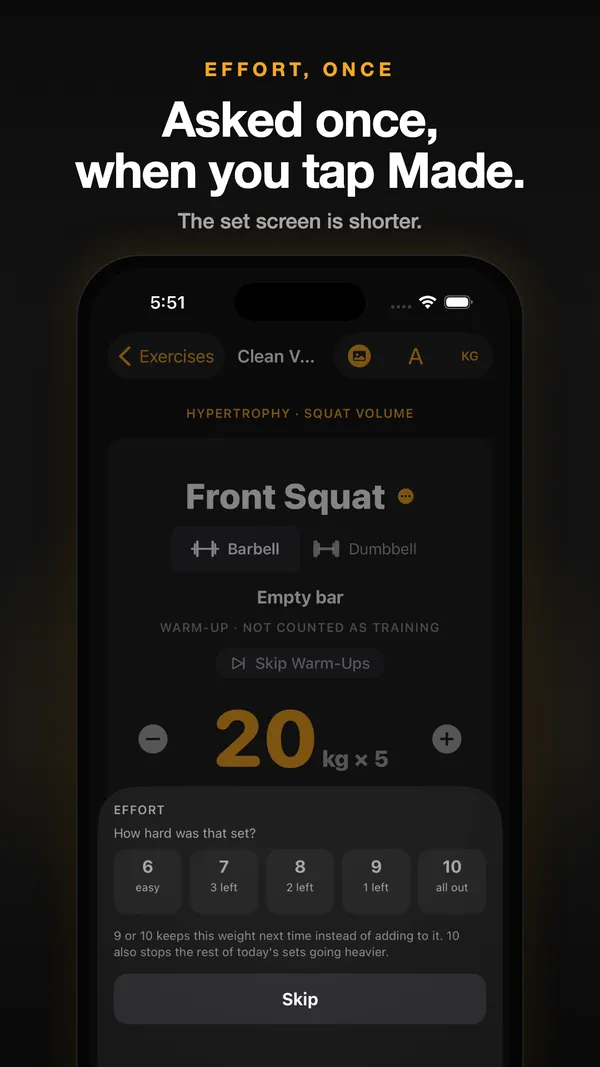 EFFORT, ONCE
Asked once,
when you tap Made.
The set screen is shorter.
5:51
Exercises Clean V... A KG
HYPERTROPHY · SQUAT VOLUME
Front Squat
Barbell Dumbbell
Empty bar
WARM-UP · NOT COUNTED AS TRAINING
Skip Warm-Ups
20 kg × 5
EFFORT
How hard was that set?
6 7 8 9 10
easy 3 left 2 left 1 left all out
9 or 10 keeps this weight next time instead of adding to it. 10
also stops the rest of today's sets going heavier.
Skip